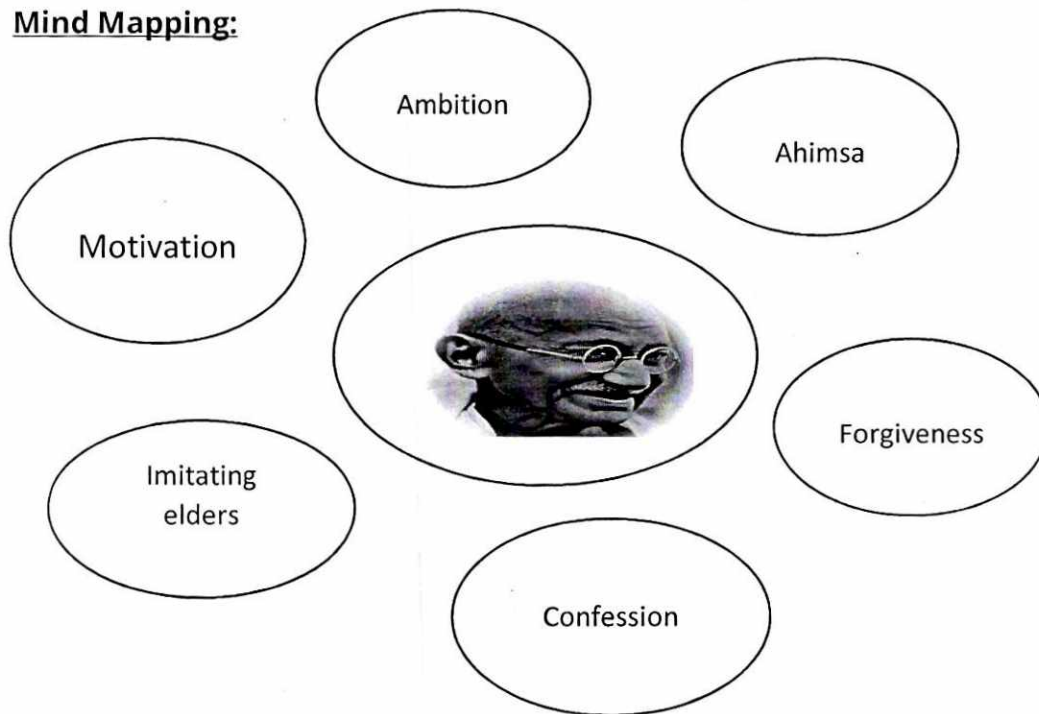 Mind Mapping:
Ambition
Ahimsa
Motivation
Forgiveness
Imitating
elders
Confession